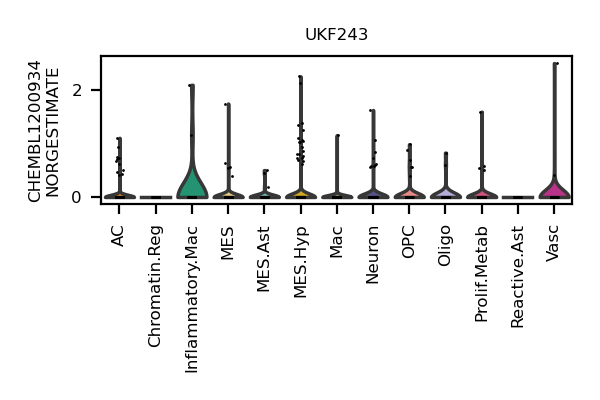 UKF243
CHEMBL1200934
NORGESTIMATE
2
0
AC
Chromatin.Reg
Inflammatory.Mac
MES
MES.Ast
MES.Hyp
Mac
Neuron
OPC
Oligo
Prolif.Metab
Reactive.Ast
Vasc